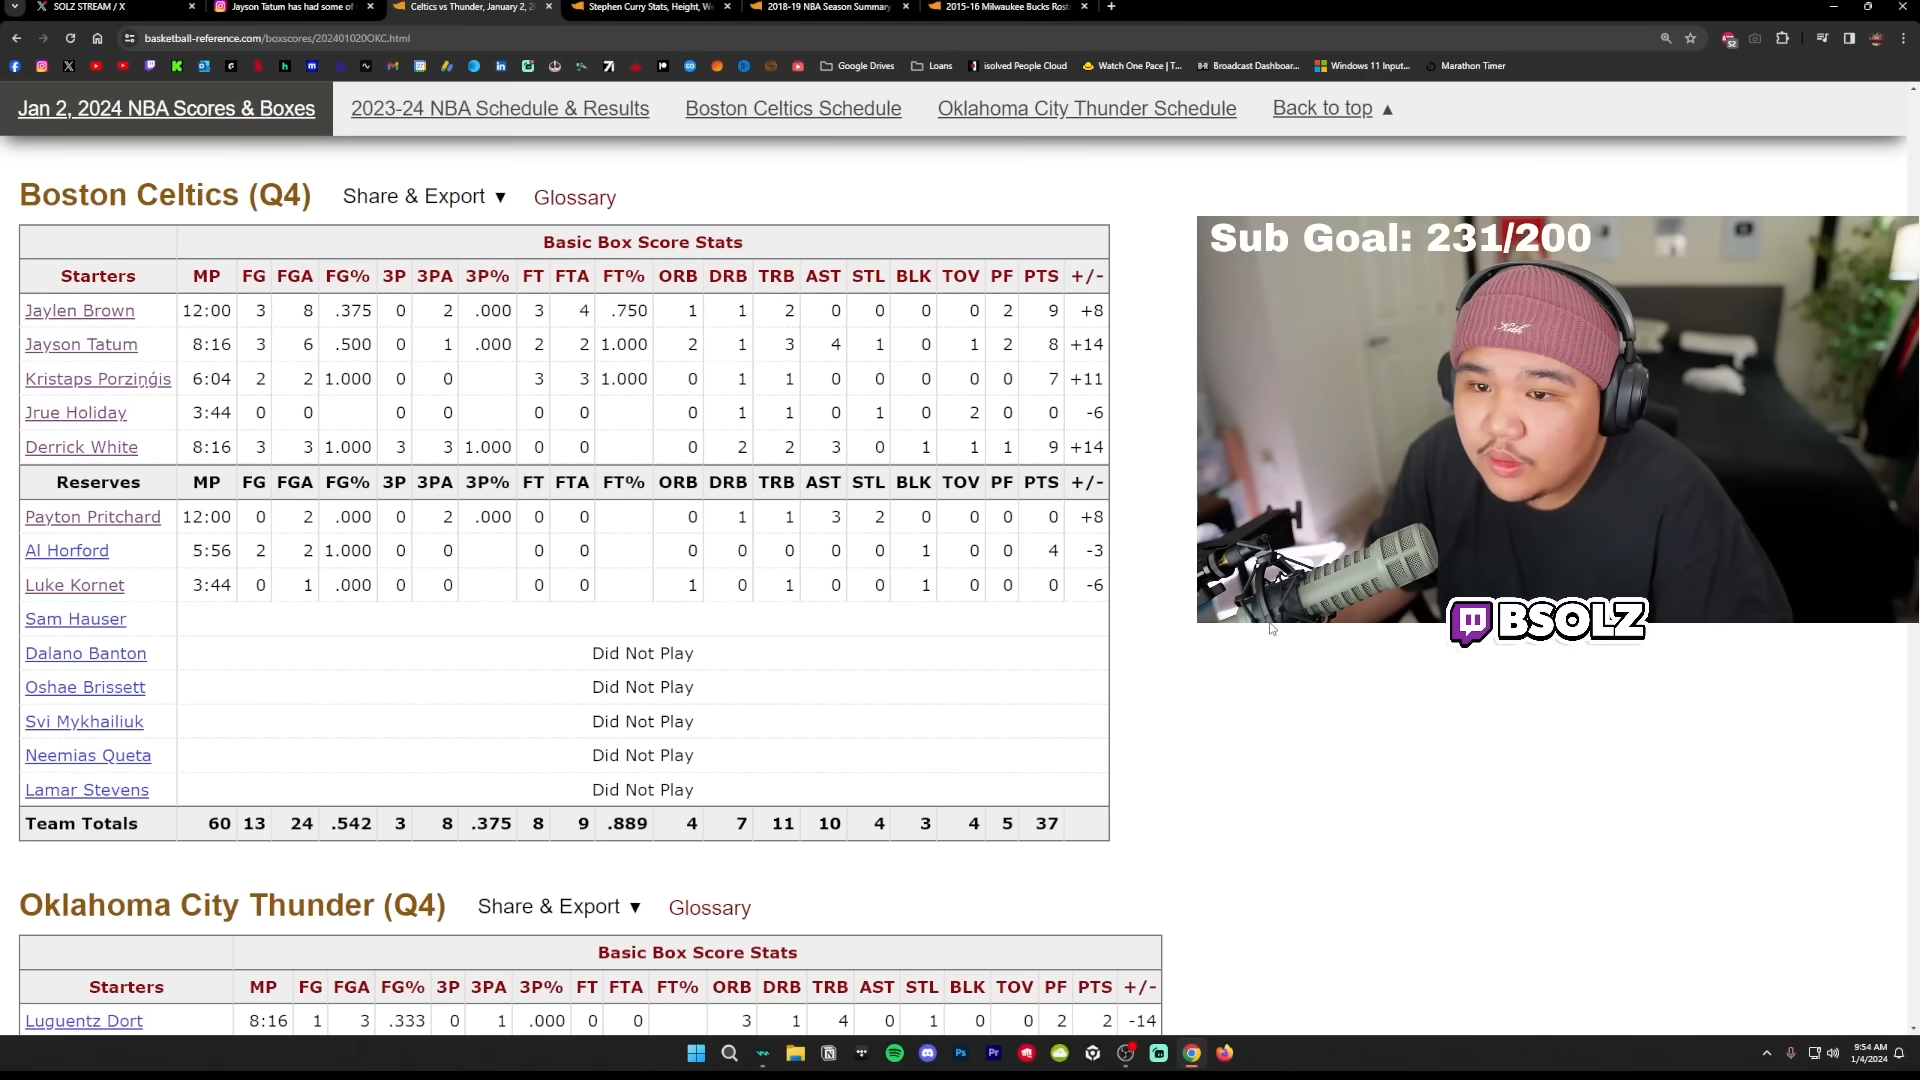 SOLZ STREAM / X
Jayson Tatum has had some of
Celtics vs Thunder, January 2, 2
Stephen Curry Stats, Height, W
2018-19 NBA Season Summary
2015-16 Milwaukee Bucks Rost
basketball-reference.com/boxscores/202401020OKC.html
Google Drives
Loans
isolved People Cloud
Watch One Pace | T...
Broadcast Dashboar...
Windows 11 Input...
Marathon Timer
Jan 2, 2024 NBA Scores & Boxes
2023-24 NBA Schedule & Results
Boston Celtics Schedule
Oklahoma City Thunder Schedule
Back to top ▲
Boston Celtics (Q4) Share & Export ▼ Glossary
Basic Box Score Stats
Starters MP FG FGA FG% 3P 3PA 3P% FT FTA FT% ORB DRB TRB AST STL BLK TOV PF PTS +/-
Jaylen Brown 12:00 3 8 .375 0 2 .000 3 4 .750 1 1 2 0 0 0 0 2 9 +8
Jayson Tatum 8:16 3 6 .500 0 1 .000 2 2 1.000 2 1 3 4 1 0 1 2 8 +14
Kristaps Porziņģis 6:04 2 2 1.000 0 0 3 3 1.000 0 1 1 0 0 0 0 0 7 +11
Jrue Holiday 3:44 0 0 0 0 0 0 0 1 1 0 1 0 2 0 0 -6
Derrick White 8:16 3 3 1.000 3 3 1.000 0 0 0 2 2 3 0 1 1 1 9 +14
Reserves MP FG FGA FG% 3P 3PA 3P% FT FTA FT% ORB DRB TRB AST STL BLK TOV PF PTS +/-
Payton Pritchard 12:00 0 2 .000 0 2 .000 0 0 0 1 1 3 2 0 0 0 0 +8
Al Horford 5:56 2 2 1.000 0 0 0 0 0 0 0 0 0 1 0 0 4 -3
Luke Kornet 3:44 0 1 .000 0 0 0 0 1 0 1 0 0 1 0 0 0 -6
Sam Hauser
Dalano Banton Did Not Play
Oshae Brissett Did Not Play
Svi Mykhailiuk Did Not Play
Neemias Queta Did Not Play
Lamar Stevens Did Not Play
Team Totals 60 13 24 .542 3 8 .375 8 9 .889 4 7 11 10 4 3 4 5 37
Sub Goal: 231/200
Kith
BSOLZ
Oklahoma City Thunder (Q4) Share & Export ▼ Glossary
Basic Box Score Stats
Starters MP FG FGA FG% 3P 3PA 3P% FT FTA FT% ORB DRB TRB AST STL BLK TOV PF PTS +/-
Luguentz Dort 8:16 1 3 .333 0 1 .000 0 0 3 1 4 0 1 0 0 2 2 -14
9:54 AM
1/4/2024